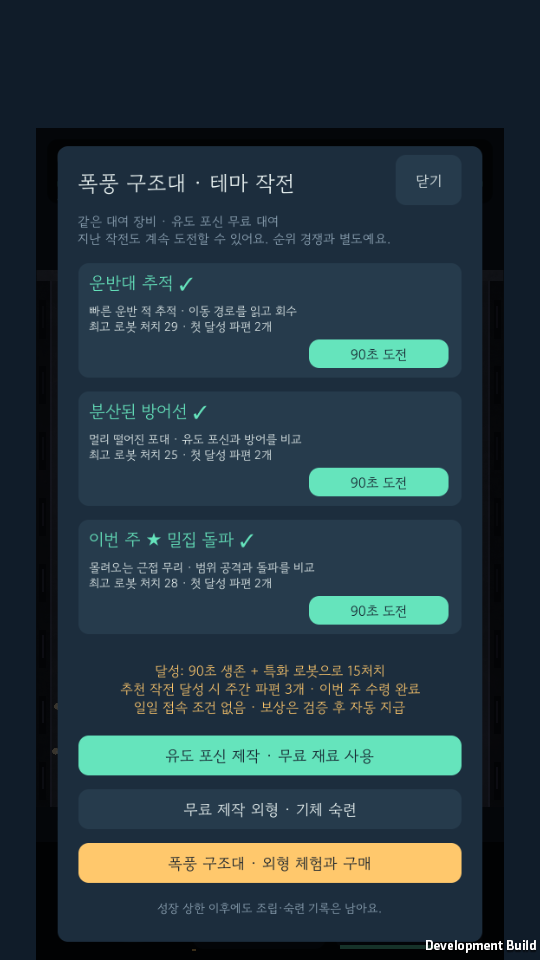 폭풍 구조대 · 테마 작전
닫기
같은 대여 장비 · 유도 포신 무료 대여
지난 작전도 계속 도전할 수 있어요. 순위 경쟁과 별도예요.
운반대 추적 ✓
빠른 운반 적 추적 · 이동 경로를 읽고 회수
최고 로봇 처치 29 · 첫 달성 파편 2개
90초 도전
분산된 방어선 ✓
멀리 떨어진 포대 · 유도 포신과 방어를 비교
최고 로봇 처치 25 · 첫 달성 파편 2개
90초 도전
이번 주 ★ 밀집 돌파 ✓
몰려오는 근접 무리 · 범위 공격과 돌파를 비교
최고 로봇 처치 28 · 첫 달성 파편 2개
90초 도전
달성: 90초 생존 + 특화 로봇으로 15처치
추천 작전 달성 시 주간 파편 3개 · 이번 주 수령 완료
일일 접속 조건 없음 · 보상은 검증 후 자동 지급
유도 포신 제작 · 무료 재료 사용
무료 제작 외형 · 기체 숙련
폭풍 구조대 · 외형 체험과 구매
성장 상한 이후에도 조립·숙련 기록은 남아요.
Development Build